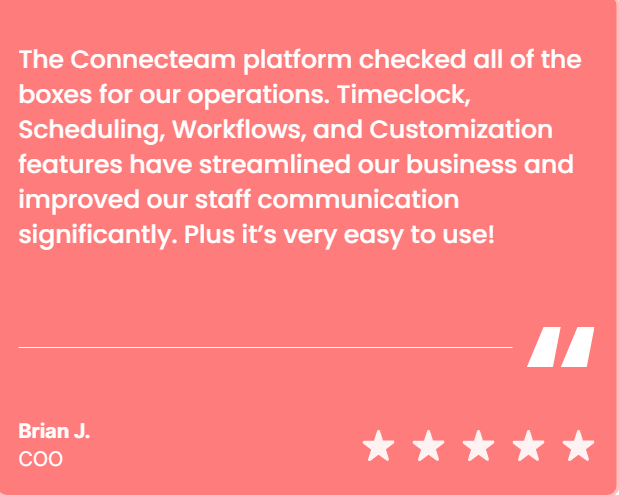 The Connecteam platform checked all of the
boxes for our operations. Timeclock,
Scheduling, Workflows, and Customization
features have streamlined our business and
improved our staff communication
significantly. Plus it’s very easy to use!
Brian J.
COO